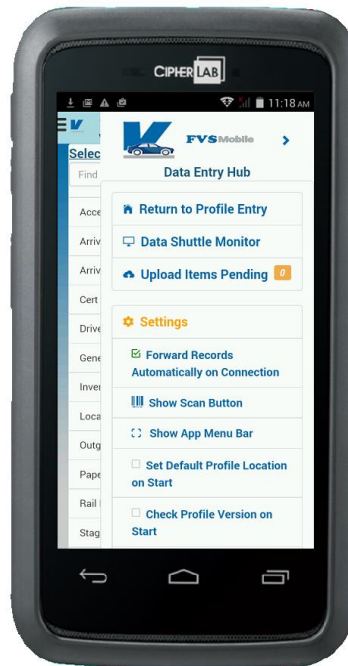 CIPHERLAB
11:18 AM
V
FVSMobile
Data Entry Hub
Selec
Find
Acce
Arriv
Arriv
Cert
Drive
Gene
Inver
Loca
Outg
Pape
Rail
Stag
Return to Profile Entry
Data Shuttle Monitor
Upload Items Pending 0
Settings
Forward Records
Automatically on Connection
Show Scan Button
Show App Menu Bar
Set Default Profile Location
on Start
Check Profile Version on
Start